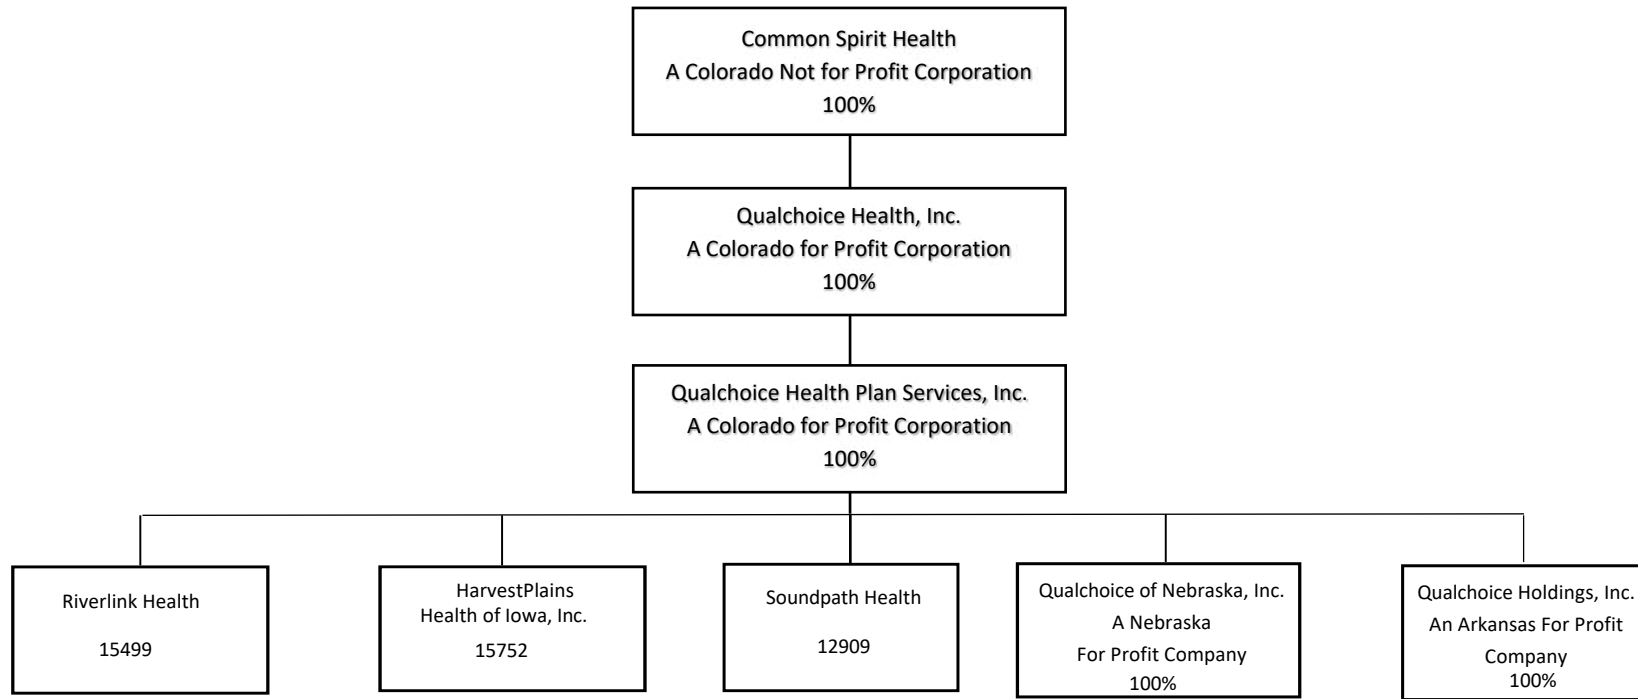 Common Spirit Health
A Colorado Not for Profit Corporation
100%
Qualchoice Health, Inc.
A Colorado for Profit Corporation
100%
Qualchoice Health Plan Services, Inc.
A Colorado for Profit Corporation
100%
Riverlink Health
15499
HarvestPlains
Health of Iowa, Inc.
15752
Soundpath Health
12909
Qualchoice of Nebraska, Inc.
A Nebraska
For Profit Company
100%
Qualchoice Holdings, Inc.
An Arkansas For Profit
Company
100%